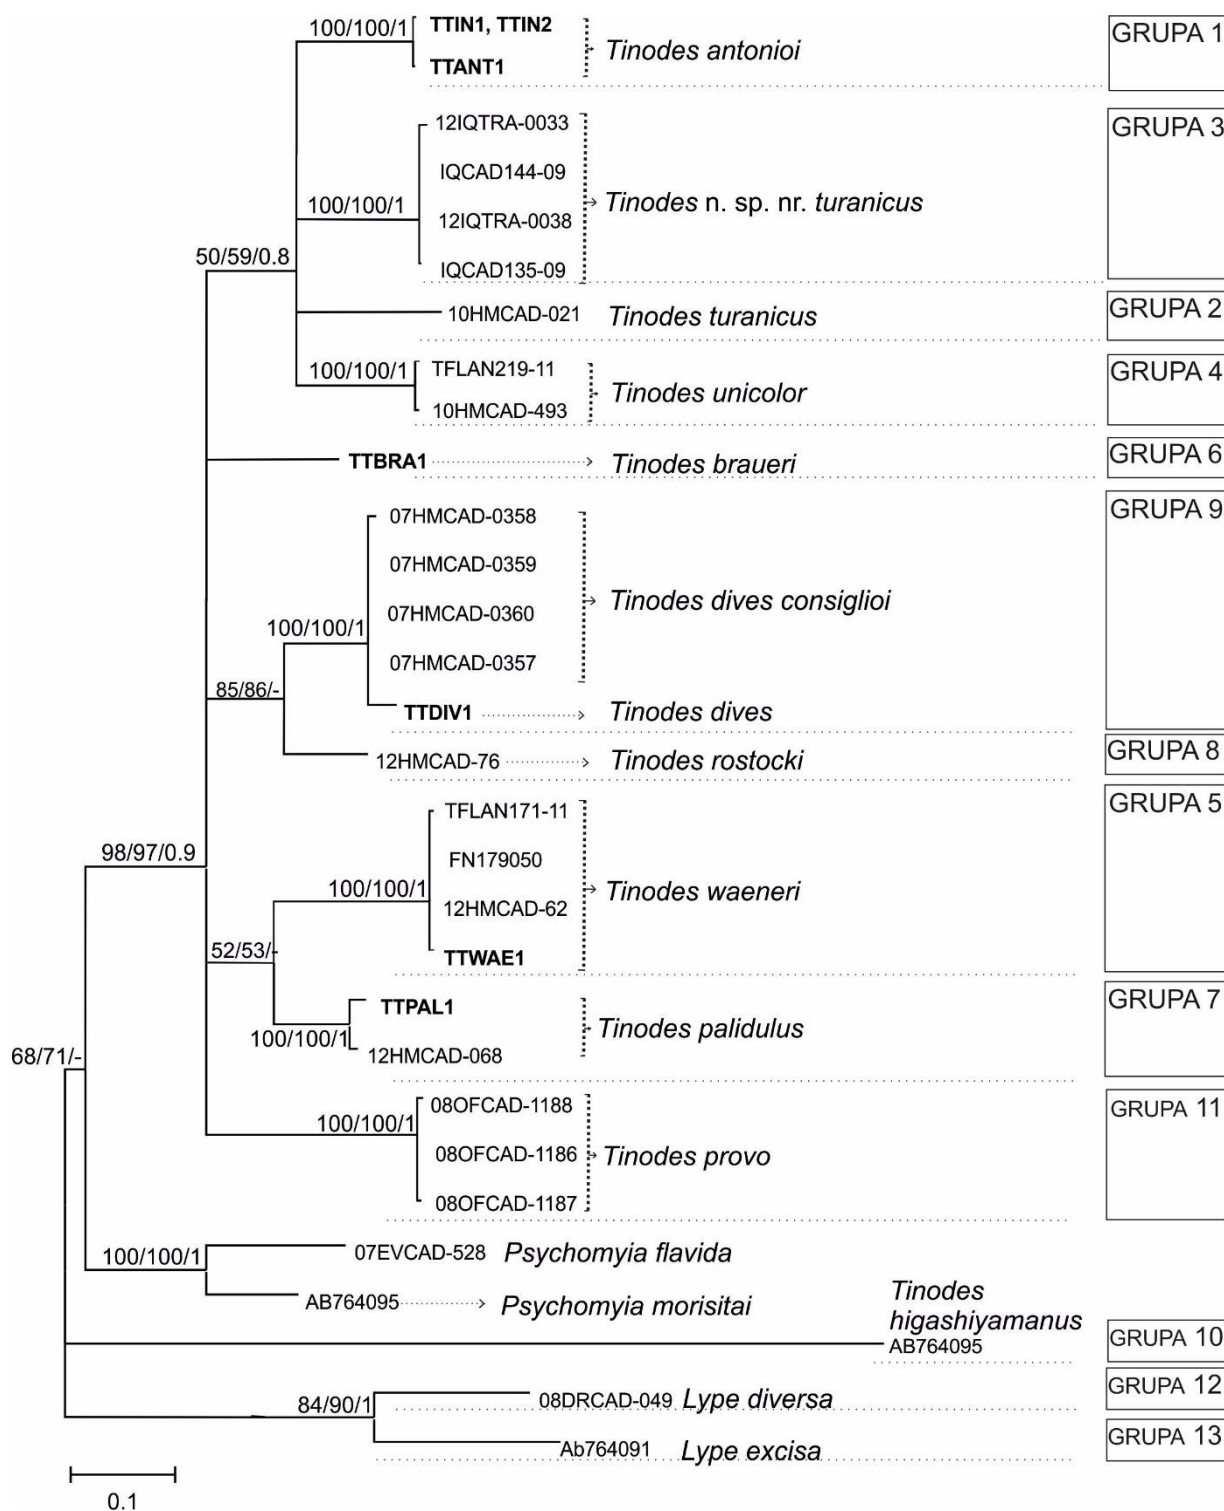 100/100/1
TTIN1, TTIN2
TTANT1
Tinodes antonioi
GRUPA 1
12IQTRA-0033
IQCAD144-09
100/100/1
12IQTRA-0038
IQCAD135-09
Tinodes n. sp. nr. turanicus
GRUPA 3
50/59/0.8
10HMCAD-021
Tinodes turanicus
GRUPA 2
100/100/1
TFLAN219-11
10HMCAD-493
Tinodes unicolor
GRUPA 4
TTBRA1
Tinodes braueri
GRUPA 6
07HMCAD-0358
07HMCAD-0359
07HMCAD-0360
07HMCAD-0357
Tinodes dives consiglioi
GRUPA 9
100/100/1
85/86/-
TTDIV1
Tinodes dives
12HMCAD-76
Tinodes rostocki
GRUPA 8
TFLAN171-11
FN179050
12HMCAD-62
TTWAE1
Tinodes waeneri
GRUPA 5
98/97/0.9
100/100/1
52/53/-
TTPAL1
12HMCAD-068
Tinodes palidulus
GRUPA 7
100/100/1
68/71/-
08OFCAD-1188
08OFCAD-1186
08OFCAD-1187
Tinodes provo
GRUPA 11
100/100/1
100/100/1
07EVCAD-528
Psychomyia flavida
AB764095
Psychomyia morisitai
Tinodes
higashiyamanus
AB764095
GRUPA 10
84/90/1
08DRCAD-049
Lype diversa
GRUPA 12
Ab764091
Lype excisa
GRUPA 13
0.1